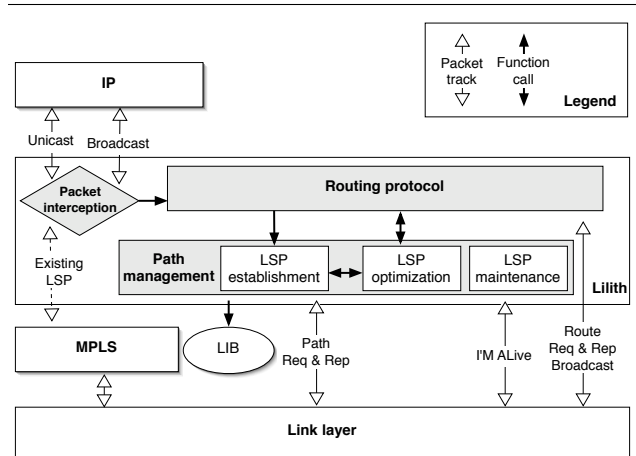 Packet
track
Function
call
Legend
IP
Unicast
Broadcast
Packet
interception
Routing protocol
Path
management
LSP
establishment
LSP
optimization
LSP
maintenance
Existing
LSP
Lilith
MPLS
LIB
Path
Req & Rep
I'M ALive
Route
Req & Rep
Broadcast
Link layer